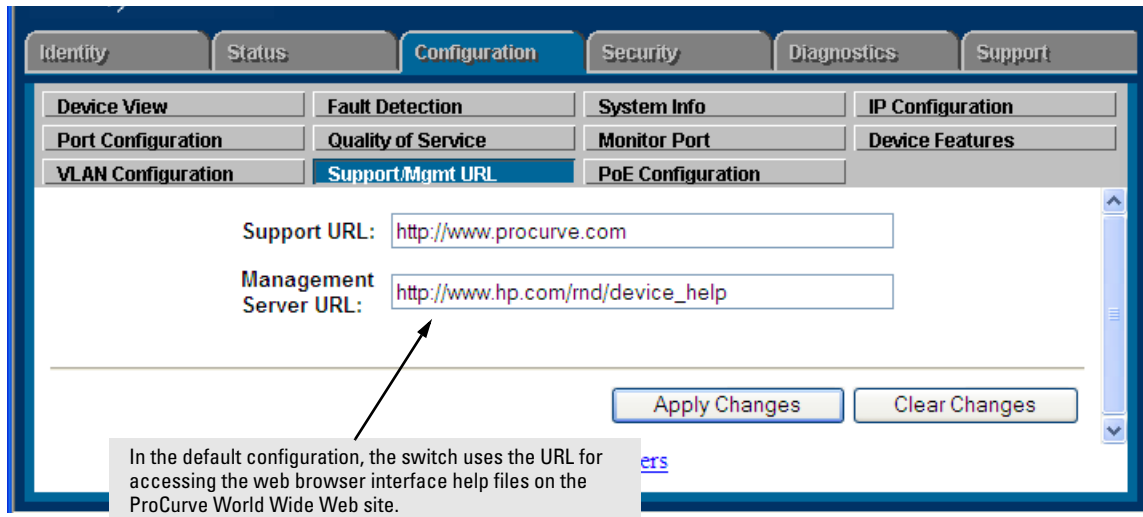 Identity Status Configuration Security Diagnostics Support
Device View Fault Detection System Info IP Configuration
Port Configuration Quality of Service Monitor Port Device Features
VLAN Configuration Support/Mgmt URL PoE Configuration
Support URL: http://www.procurve.com
Management
Server URL: http://www.hp.com/rnd/device_help
Apply Changes Clear Changes
In the default configuration, the switch uses the URL for
accessing the web browser interface help files on the
ProCurve World Wide Web site.
ers